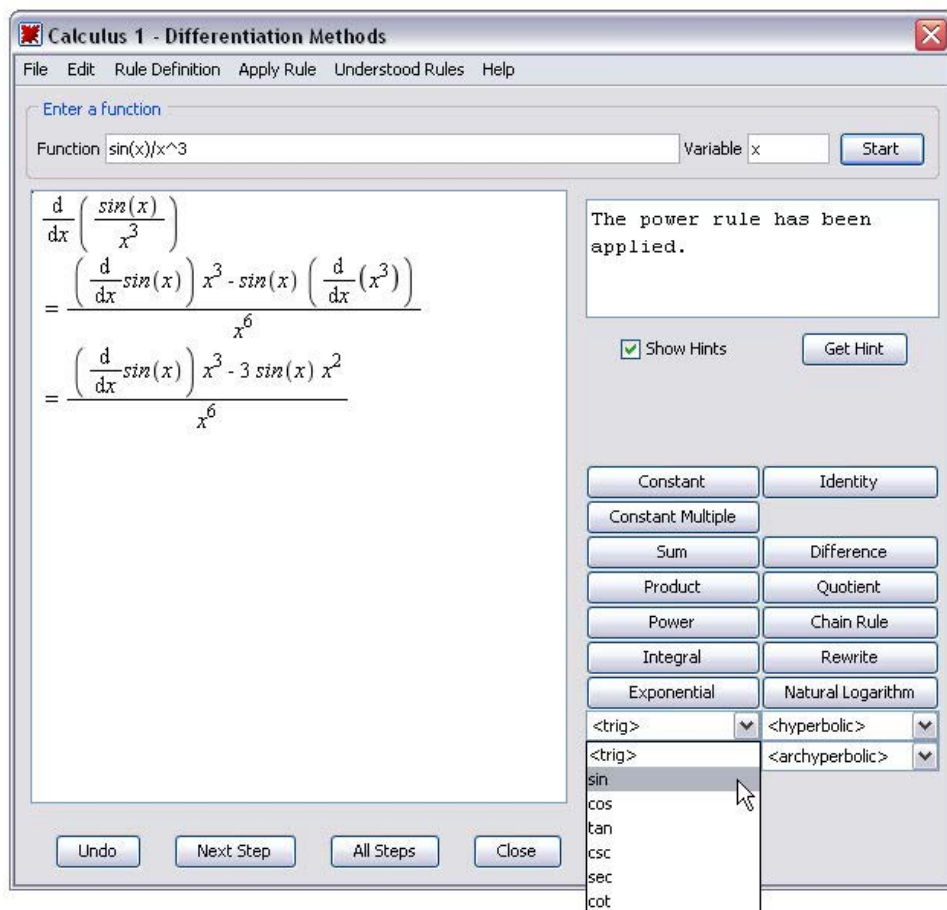 Calculus 1 - Differentiation Methods
File Edit Rule Definition Apply Rule Understood Rules Help
Enter a function
Function sin(x)/x^3 Variable x Start
d/dx ( sin(x)/x^3 )
= ( ( d/dx sin(x) ) x^3 - sin(x) ( d/dx (x^3) ) ) / x^6
= ( ( d/dx sin(x) ) x^3 - 3 sin(x) x^2 ) / x^6
The power rule has been
applied.
Show Hints Get Hint
Constant Identity
Constant Multiple
Sum Difference
Product Quotient
Power Chain Rule
Integral Rewrite
Exponential Natural Logarithm
<trig> <hyperbolic>
<trig> <archyperbolic>
sin
cos
tan
csc
sec
cot
Undo Next Step All Steps Close